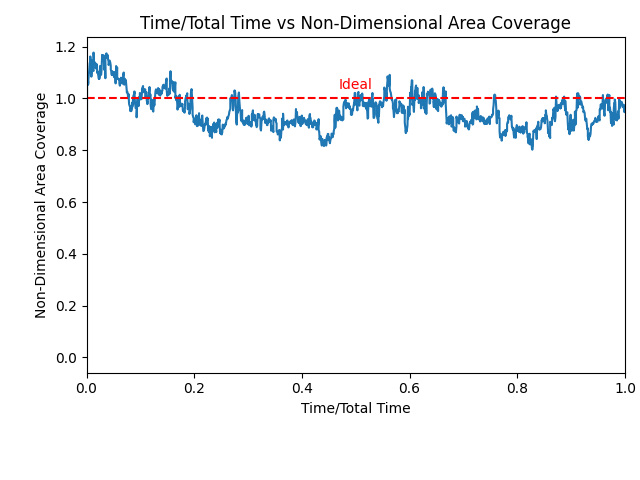 Time/Total Time vs Non-Dimensional Area Coverage
1.2
1.0
0.8
0.6
0.4
0.2
0.0
Non-Dimensional Area Coverage
Ideal
0.0 0.2 0.4 0.6 0.8 1.0
Time/Total Time